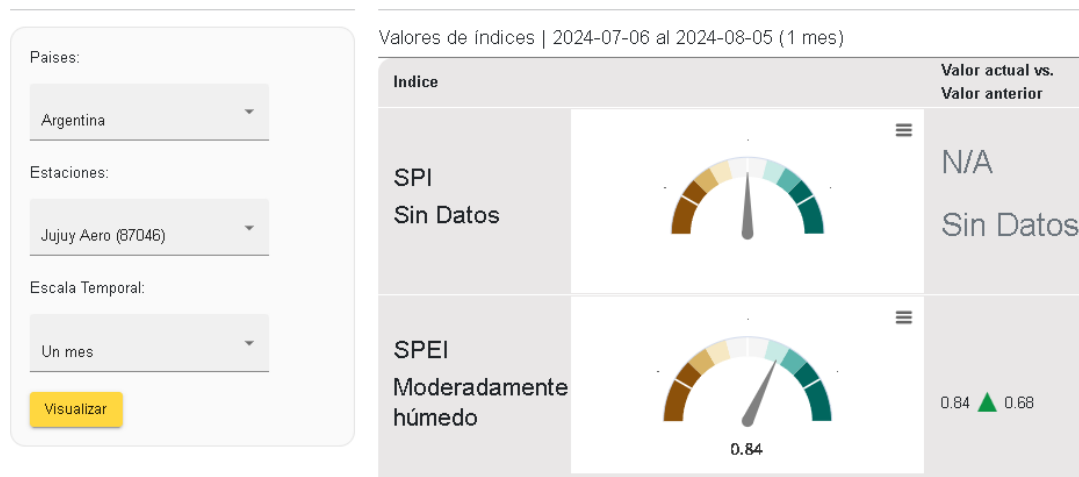 Paises:
Argentina
Estaciones:
Jujuy Aero (87046)
Escala Temporal:
Un mes
Visualizar
Valores de índices | 2024-07-06 al 2024-08-05 (1 mes)
Indice
Valor actual vs.
Valor anterior
SPI
Sin Datos
N/A
Sin Datos
SPEI
Moderadamente
húmedo
0.84
0.84 ▲ 0.68